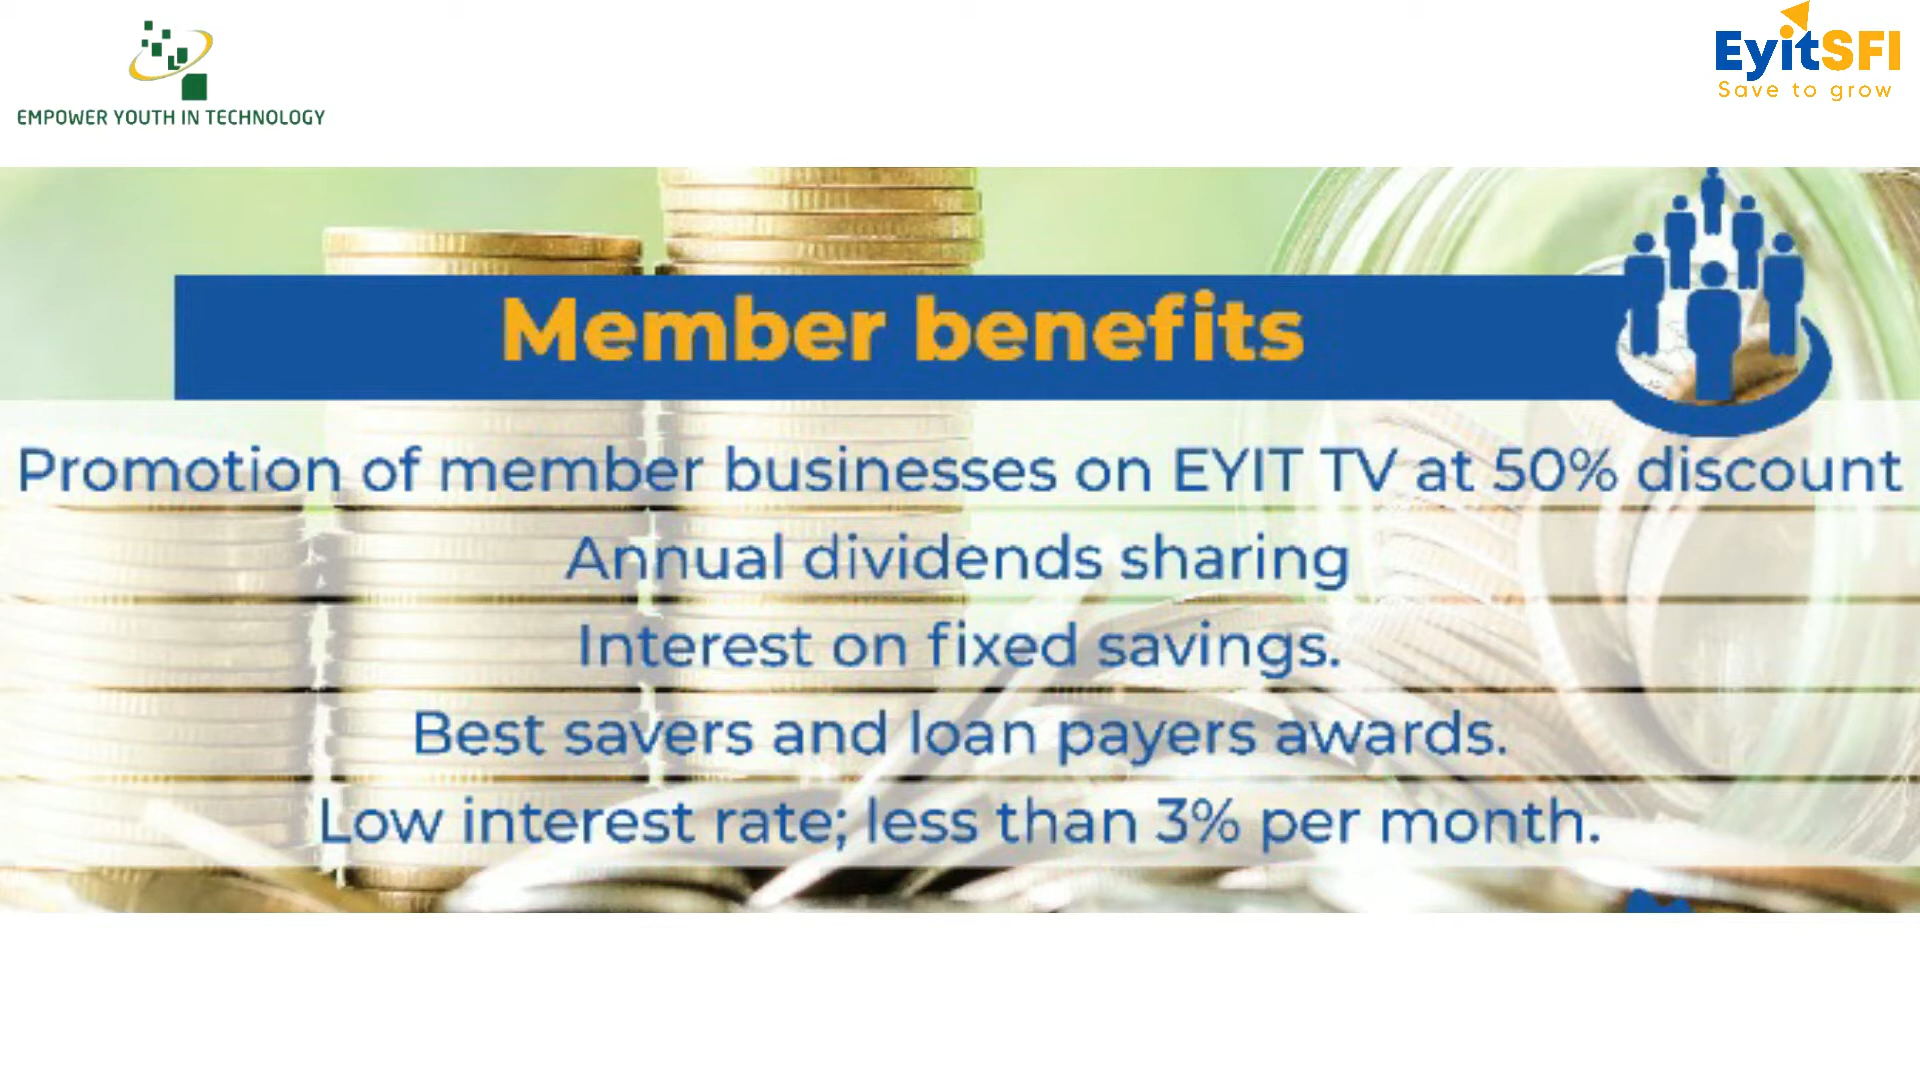 EMPOWER YOUTH IN TECHNOLOGY
EyitSFI
Save to grow
Member benefits
Promotion of member businesses on EYIT TV at 50% discount
Annual dividends sharing
Interest on fixed savings.
Best savers and loan payers awards.
Low interest rate; less than 3% per month.